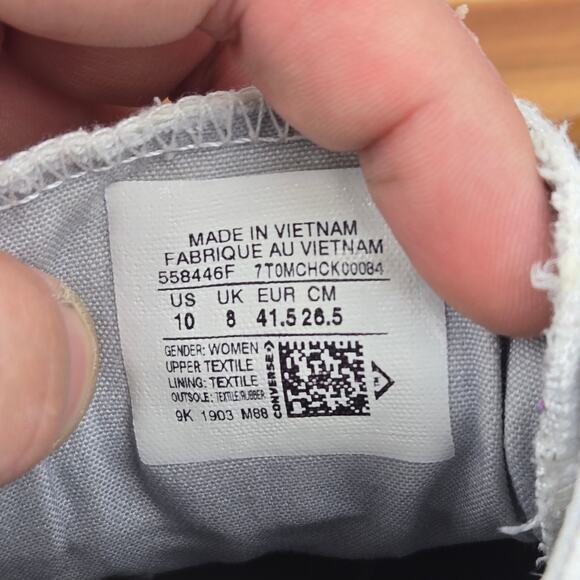 MADE IN VIETNAM
FABRIQUE AU VIETNAM
558446F 7T0MCHCK00084
US UK EUR CM
10 8 41.5 26.5
GENDER: WOMEN
UPPER TEXTILE
LINING: TEXTILE
OUTSOLE: TEXTILE/RUBBER
9K 1903 M88
CONVERSE
TM